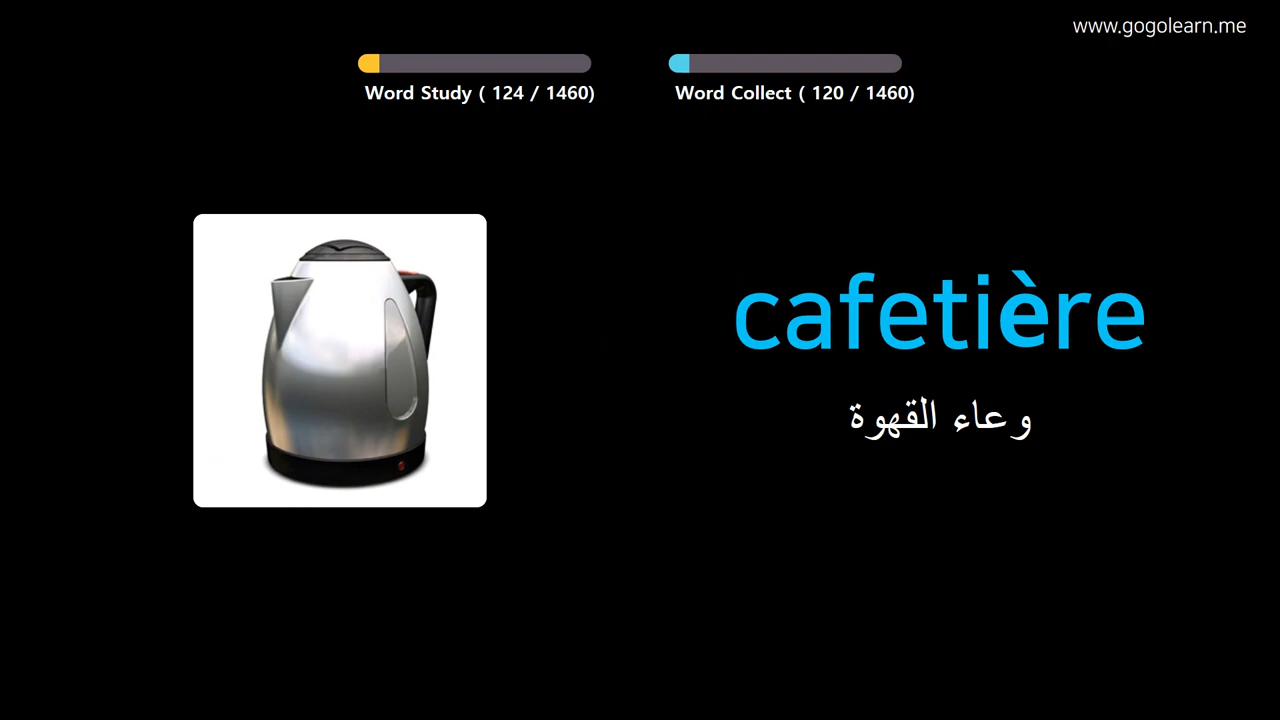 www.gogolearn.me
Word Study ( 124 / 1460)
Word Collect ( 120 / 1460)
cafetière
وعاء القهوة